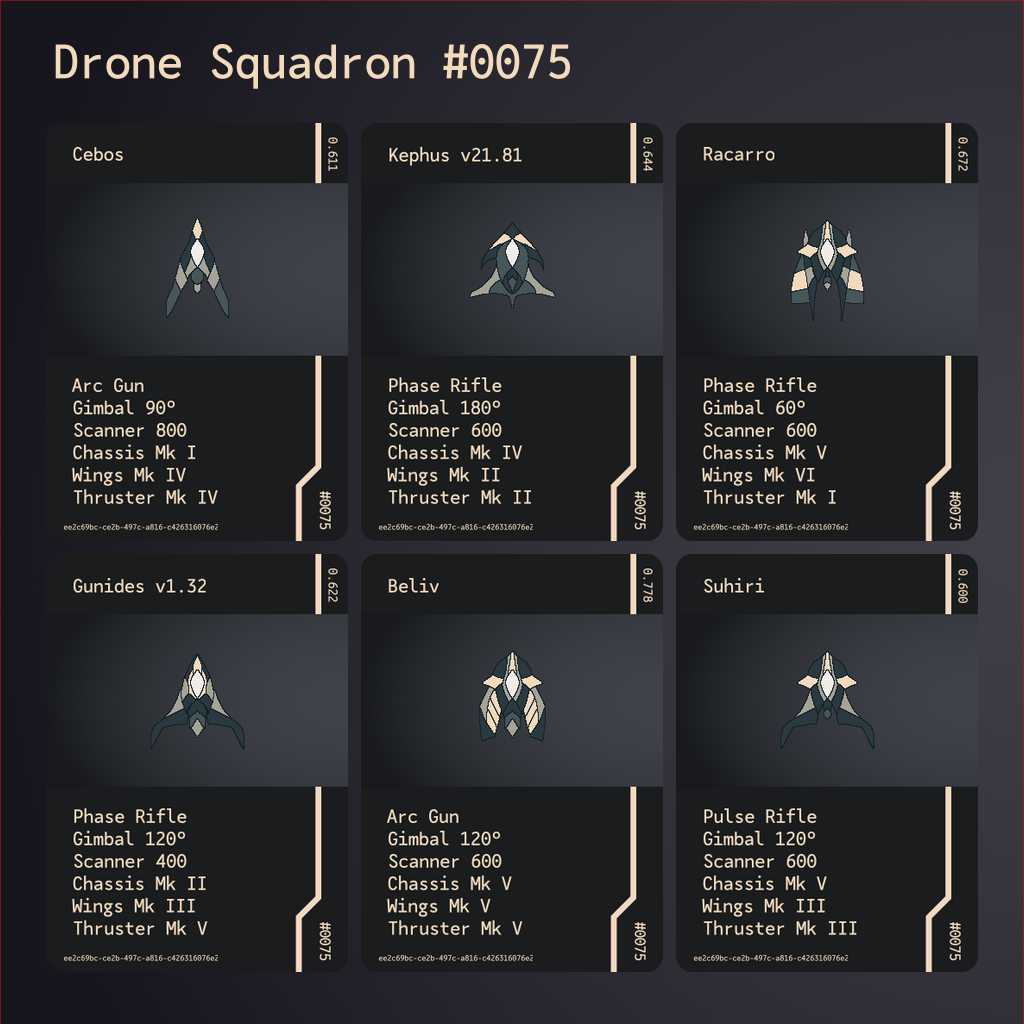 Drone Squadron #0075
Cebos
0.611
Arc Gun
Gimbal 90°
Scanner 800
Chassis Mk I
Wings Mk IV
Thruster Mk IV
#0075
ee2c69bc-ce2b-497c-a816-c426316076e2
Kephus v21.81
0.644
Phase Rifle
Gimbal 180°
Scanner 600
Chassis Mk IV
Wings Mk II
Thruster Mk II
#0075
ee2c69bc-ce2b-497c-a816-c426316076e2
Racarro
0.672
Phase Rifle
Gimbal 60°
Scanner 600
Chassis Mk V
Wings Mk VI
Thruster Mk I
#0075
ee2c69bc-ce2b-497c-a816-c426316076e2
Gunides v1.32
0.622
Phase Rifle
Gimbal 120°
Scanner 400
Chassis Mk II
Wings Mk III
Thruster Mk V
#0075
ee2c69bc-ce2b-497c-a816-c426316076e2
Beliv
0.778
Arc Gun
Gimbal 120°
Scanner 600
Chassis Mk V
Wings Mk V
Thruster Mk V
#0075
ee2c69bc-ce2b-497c-a816-c426316076e2
Suhiri
0.600
Pulse Rifle
Gimbal 120°
Scanner 600
Chassis Mk V
Wings Mk III
Thruster Mk III
#0075
ee2c69bc-ce2b-497c-a816-c426316076e2